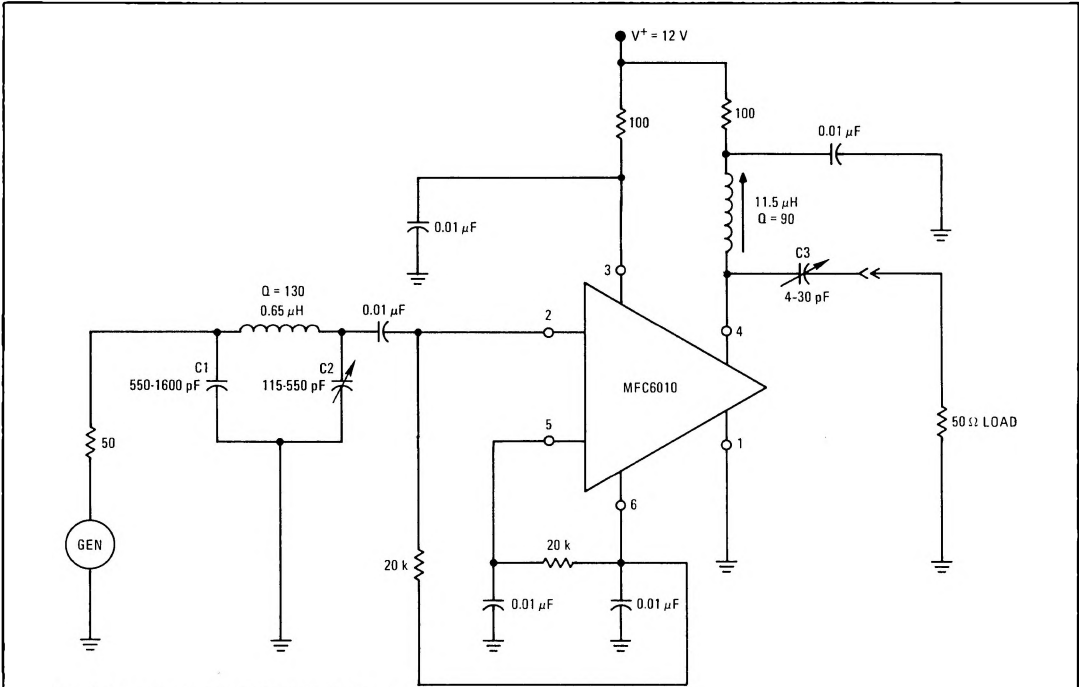 V+ = 12 V
100
100
0.01 µF
11.5 µH
Q = 90
0.01 µF
3
C3
4-30 pF
Q = 130
0.65 µH
0.01 µF
2
4
C1
550-1600 pF
C2
115-550 pF
MFC6010
50
5
1
50 Ω LOAD
6
GEN
20 k
20 k
0.01 µF
0.01 µF